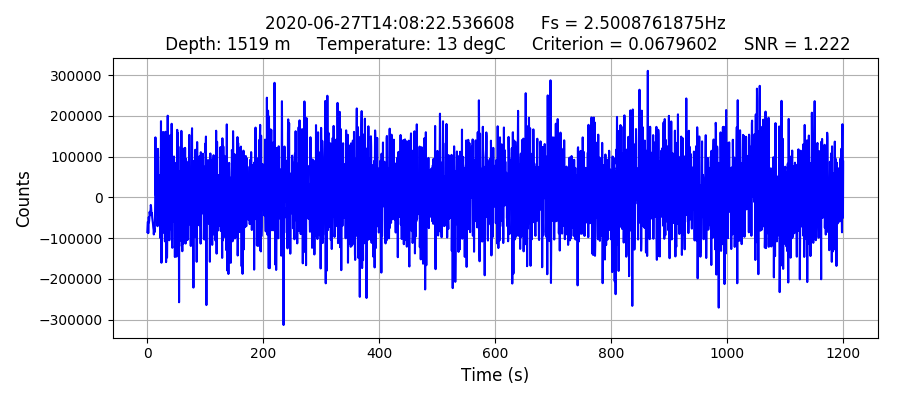 2020-06-27T14:08:22.536608 Fs = 2.5008761875Hz
Depth: 1519 m Temperature: 13 degC Criterion = 0.0679602 SNR = 1.222
300000
200000
100000
0
−100000
−200000
−300000
Counts
0 200 400 600 800 1000 1200
Time (s)